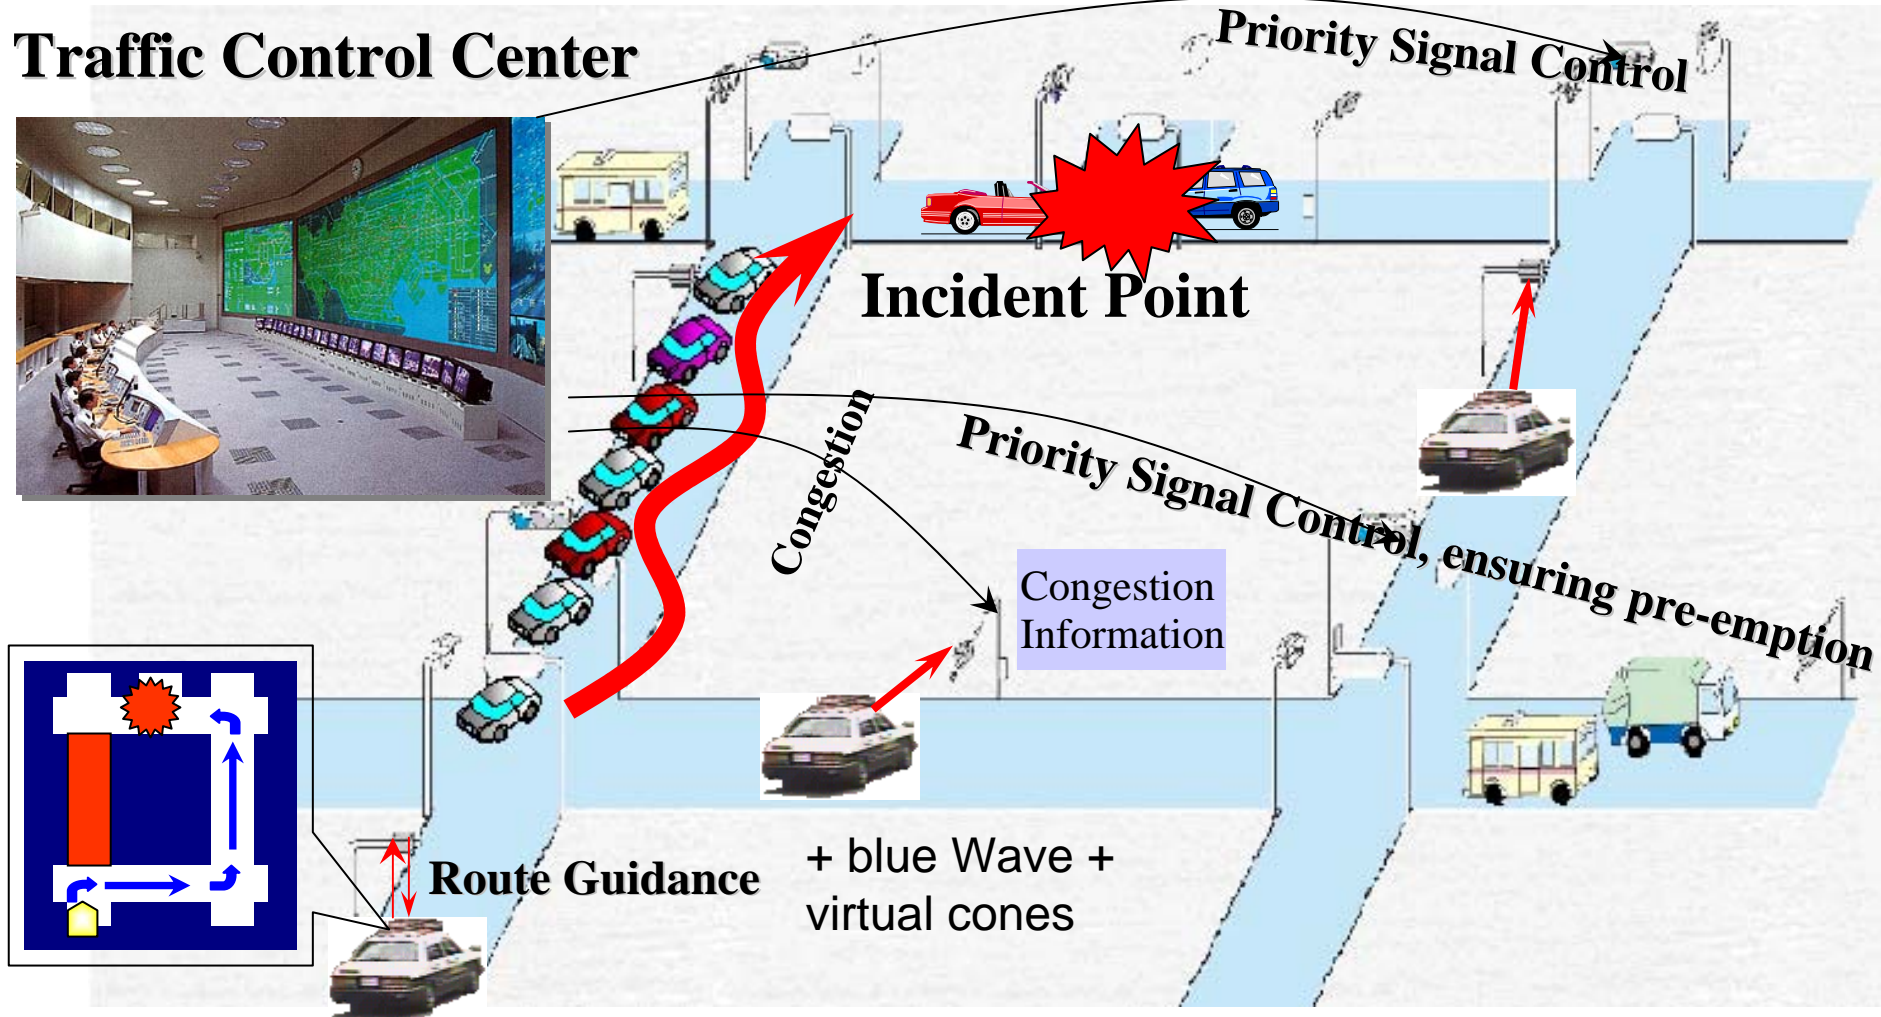 Traffic Control Center
Priority Signal Control
Incident Point
Congestion
Priority Signal Control, ensuring pre-emption
Congestion
Information
Route Guidance
+ blue Wave +
virtual cones